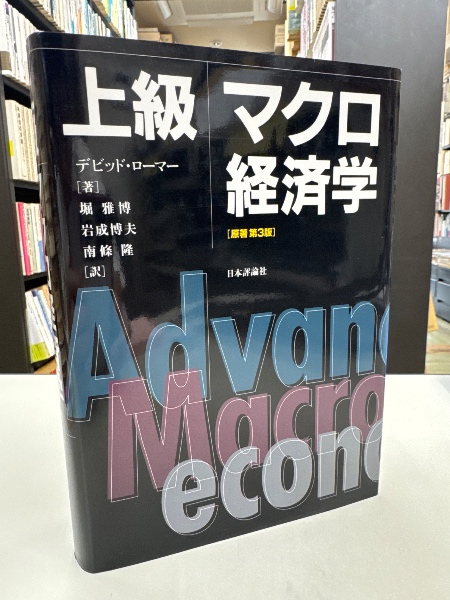 上級
マクロ
経済学
デビッド・ローマー
[著]
堀 雅博
岩成博夫
南條 隆
[訳]
[原著第3版]
日本評論社
Advanc
Macro
econo